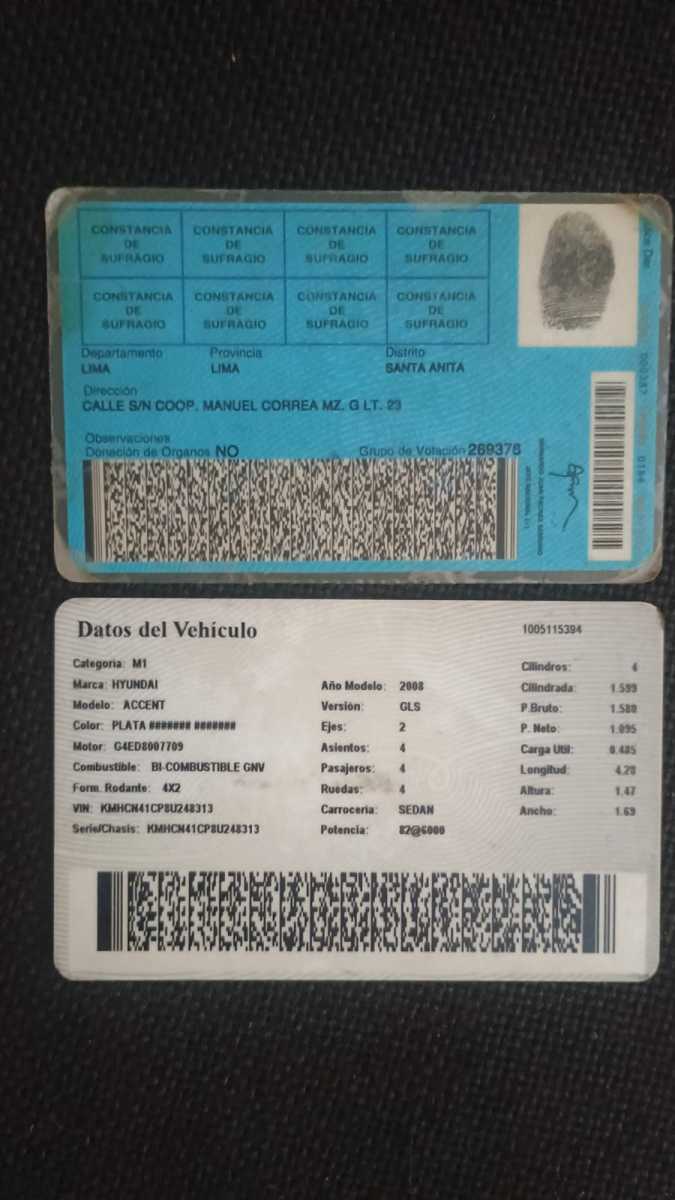 CONSTANCIA DE SUFRAGIO CONSTANCIA DE SUFRAGIO CONSTANCIA DE SUFRAGIO CONSTANCIA DE SUFRAGIO
CONSTANCIA DE SUFRAGIO CONSTANCIA DE SUFRAGIO CONSTANCIA DE SUFRAGIO CONSTANCIA DE SUFRAGIO
Departamento Provincia Distrito
LIMA LIMA SANTA ANITA
Dirección
CALLE S/N COOP. MANUEL CORREA MZ. G LT. 23
Observaciones
Donación de Organos NO Grupo de Votación 269376
Datos del Vehículo 1005115394
Categoria: M1 Cilindros: 4
Marca: HYUNDAI Año Modelo: 2008 Cilindrada: 1.599
Modelo: ACCENT Versión: GLS P.Bruto: 1.580
Color: PLATA ####### ####### Ejes: 2 P. Neto: 1.095
Motor: G4ED8007709 Asientos: 4 Carga Util: 0.485
Combustible: BI-COMBUSTIBLE GNV Pasajeros: 4 Longitud: 4.28
Form. Rodante: 4X2 Ruedas: 4 Altura: 1.47
VIN: KMHCN41CP8U248313 Carrocería: SEDAN Ancho: 1.69
Serie/Chasis: KMHCN41CP8U248313 Potencia: 82@6000